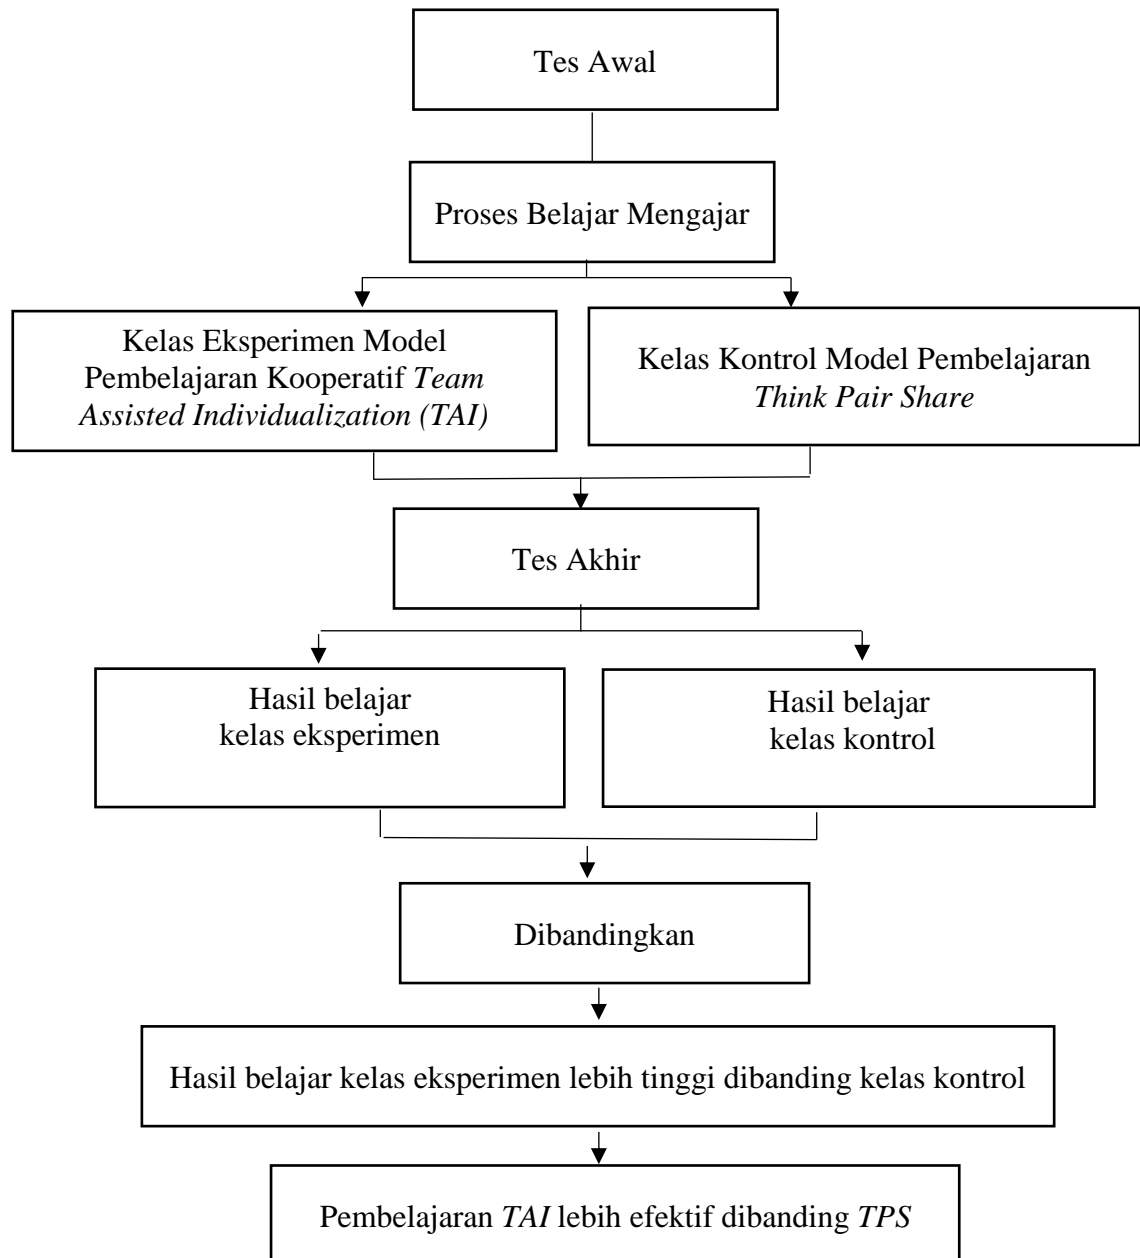 Tes Awal
Proses Belajar Mengajar
Kelas Eksperimen Model
Pembelajaran Kooperatif Team
Assisted Individualization (TAI)
Kelas Kontrol Model Pembelajaran
Think Pair Share
Tes Akhir
Hasil belajar
kelas eksperimen
Hasil belajar
kelas kontrol
Dibandingkan
Hasil belajar kelas eksperimen lebih tinggi dibanding kelas kontrol
Pembelajaran TAI lebih efektif dibanding TPS